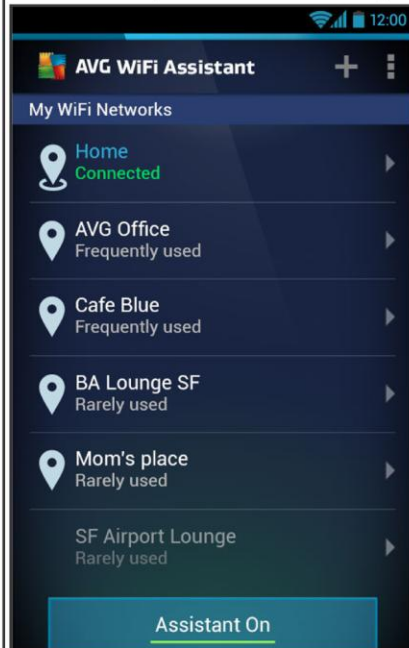 12:00
AVG WiFi Assistant
My WiFi Networks
Home
Connected
AVG Office
Frequently used
Cafe Blue
Frequently used
BA Lounge SF
Rarely used
Mom's place
Rarely used
SF Airport Lounge
Rarely used
Assistant On